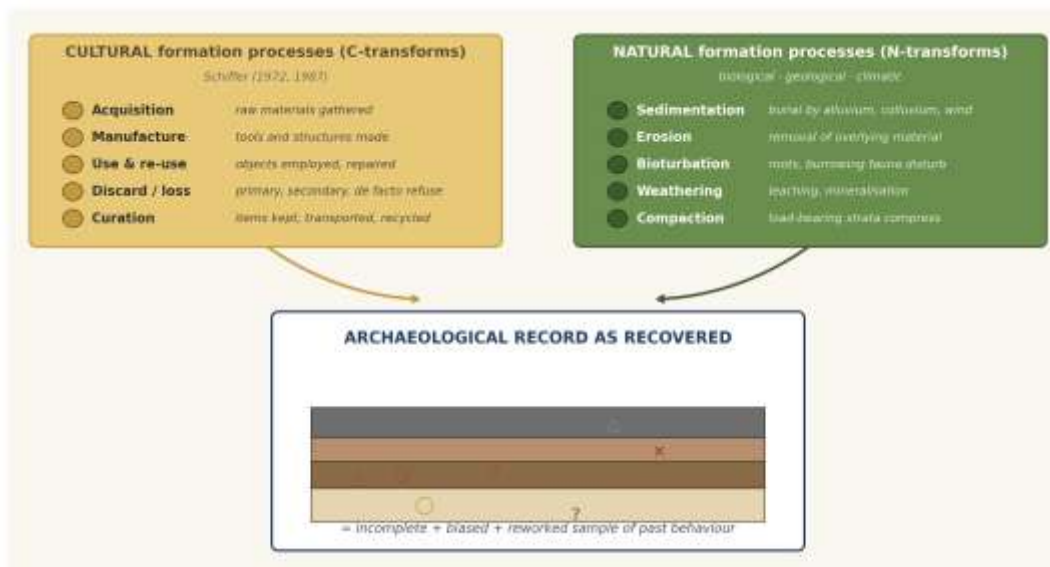 CULTURAL formation processes (C-transforms)
Schiffer (1972, 1987)
Acquisition raw materials gathered
Manufacture tools and structures made
Use & re-use objects employed, repaired
Discard / loss primary, secondary, de facto refuse
Curation items kept, transported, recycled
NATURAL formation processes (N-transforms)
biological · geological · climatic
Sedimentation burial by alluvium, colluvium, wind
Erosion removal of overlying material
Bioturbation roots, burrowing fauna disturb
Weathering leaching, mineralisation
Compaction load-bearing strata compress
ARCHAEOLOGICAL RECORD AS RECOVERED
?
= incomplete + biased + reworked sample of past behaviour